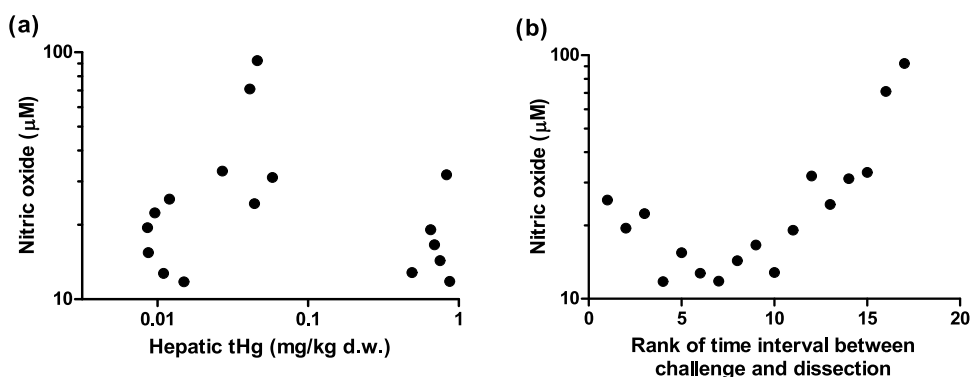 (a)
100
10
Nitric oxide (µM)
0.01 0.1 1
Hepatic tHg (mg/kg d.w.)
(b)
100
10
Nitric oxide (µM)
0 5 10 15 20
Rank of time interval between
challenge and dissection